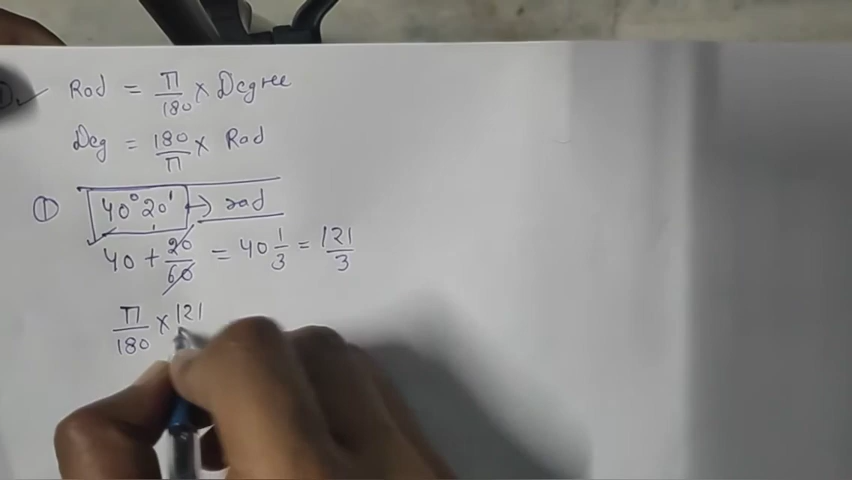 Rad = π/180 × Degree
Deg = 180/π × Rad
① 40°20' → rad
40 + 20/60 = 40 1/3 = 121/3
π/180 × 121